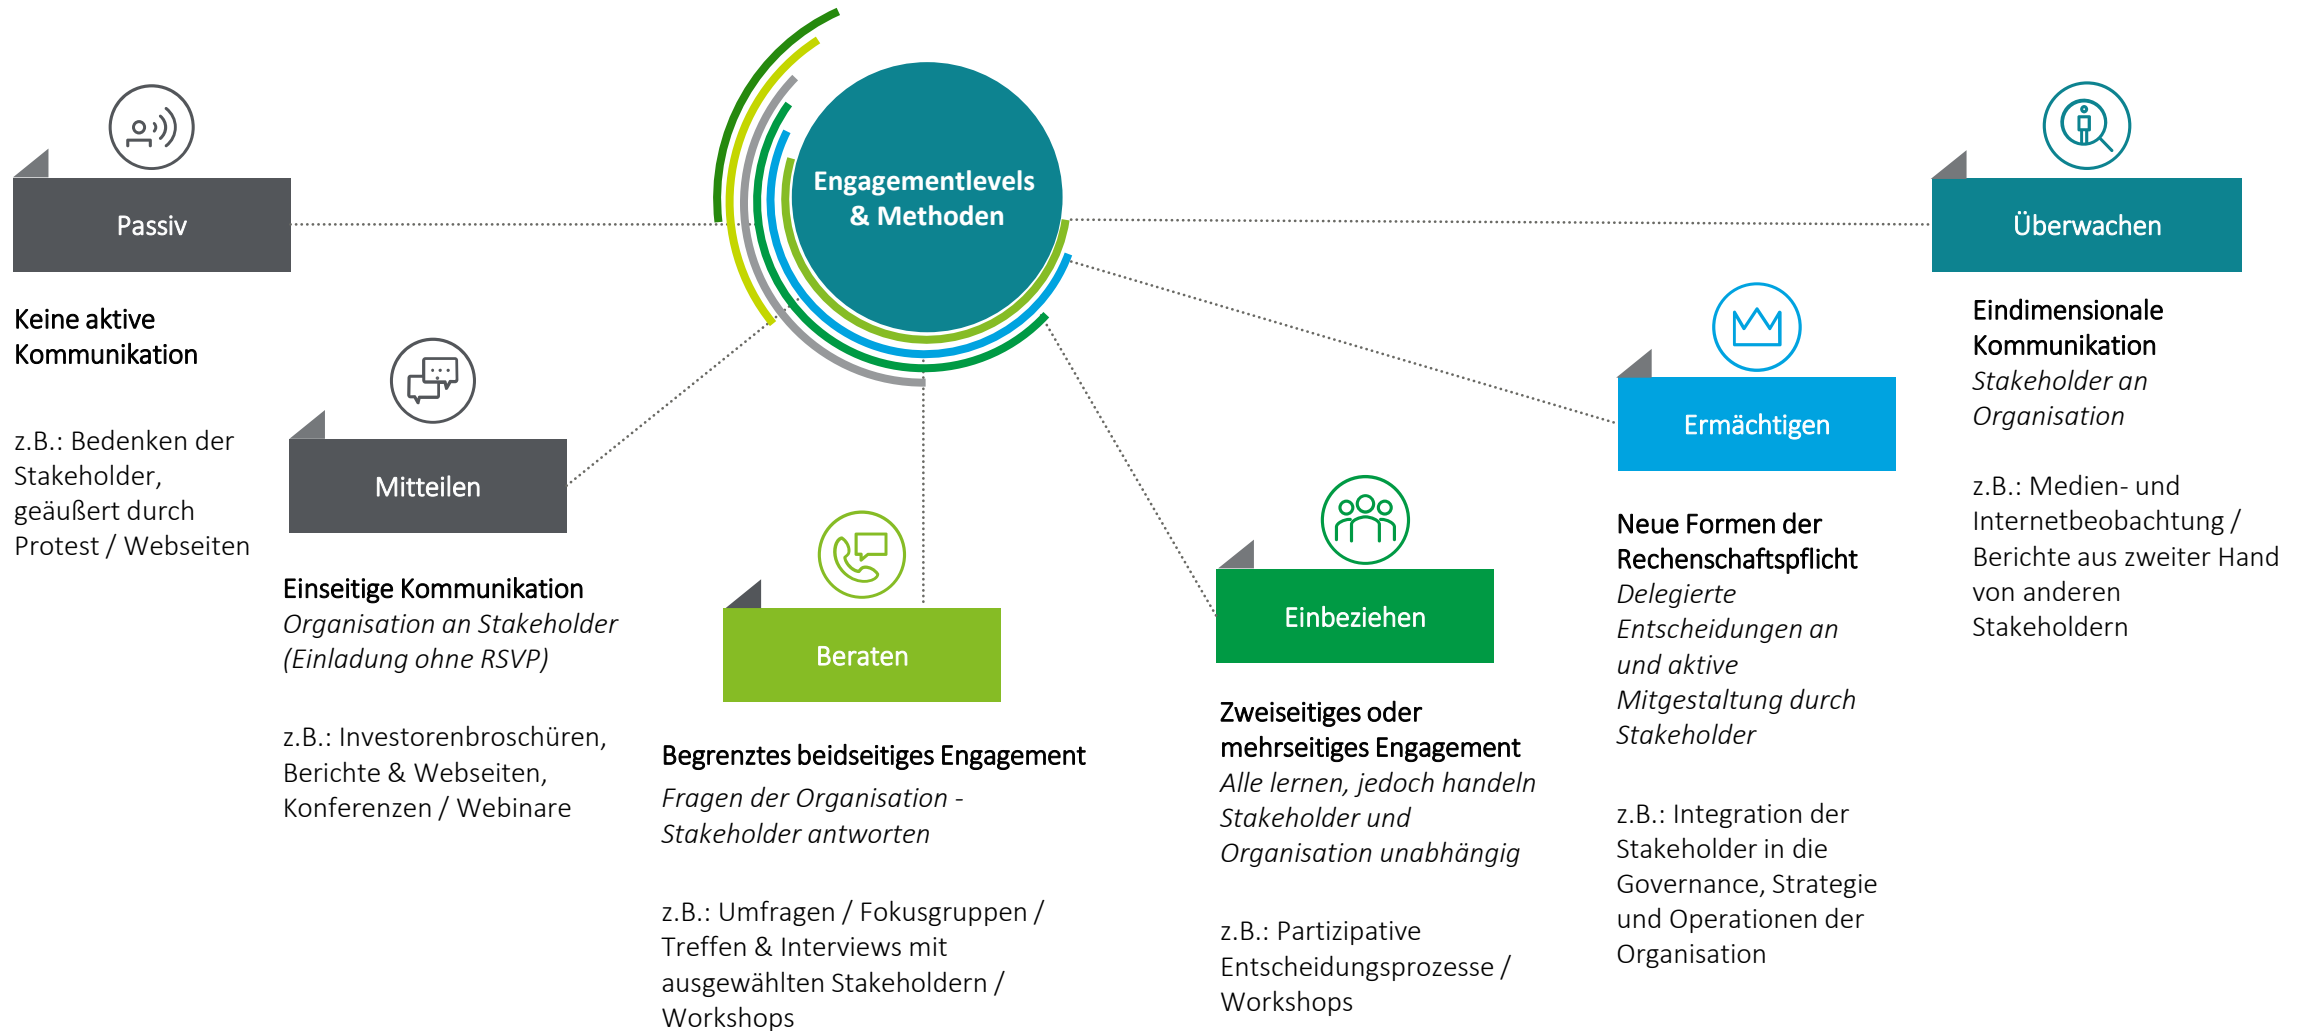 Engagementlevels
& Methoden
Passiv
Keine aktive
Kommunikation
z.B.: Bedenken der
Stakeholder,
geäußert durch
Protest / Webseiten
Mitteilen
Einseitige Kommunikation
Organisation an Stakeholder
(Einladung ohne RSVP)
z.B.: Investorenbroschüren,
Berichte & Webseiten,
Konferenzen / Webinare
Beraten
Begrenztes beidseitiges Engagement
Fragen der Organisation -
Stakeholder antworten
z.B.: Umfragen / Fokusgruppen /
Treffen & Interviews mit
ausgewählten Stakeholdern /
Workshops
Einbeziehen
Zweiseitiges oder
mehrseitiges Engagement
Alle lernen, jedoch handeln
Stakeholder und
Organisation unabhängig
z.B.: Partizipative
Entscheidungsprozesse /
Workshops
Ermächtigen
Neue Formen der
Rechenschaftspflicht
Delegierte
Entscheidungen an
und aktive
Mitgestaltung durch
Stakeholder
z.B.: Integration der
Stakeholder in die
Governance, Strategie
und Operationen der
Organisation
Überwachen
Eindimensionale
Kommunikation
Stakeholder an
Organisation
z.B.: Medien- und
Internetbeobachtung /
Berichte aus zweiter Hand
von anderen
Stakeholdern